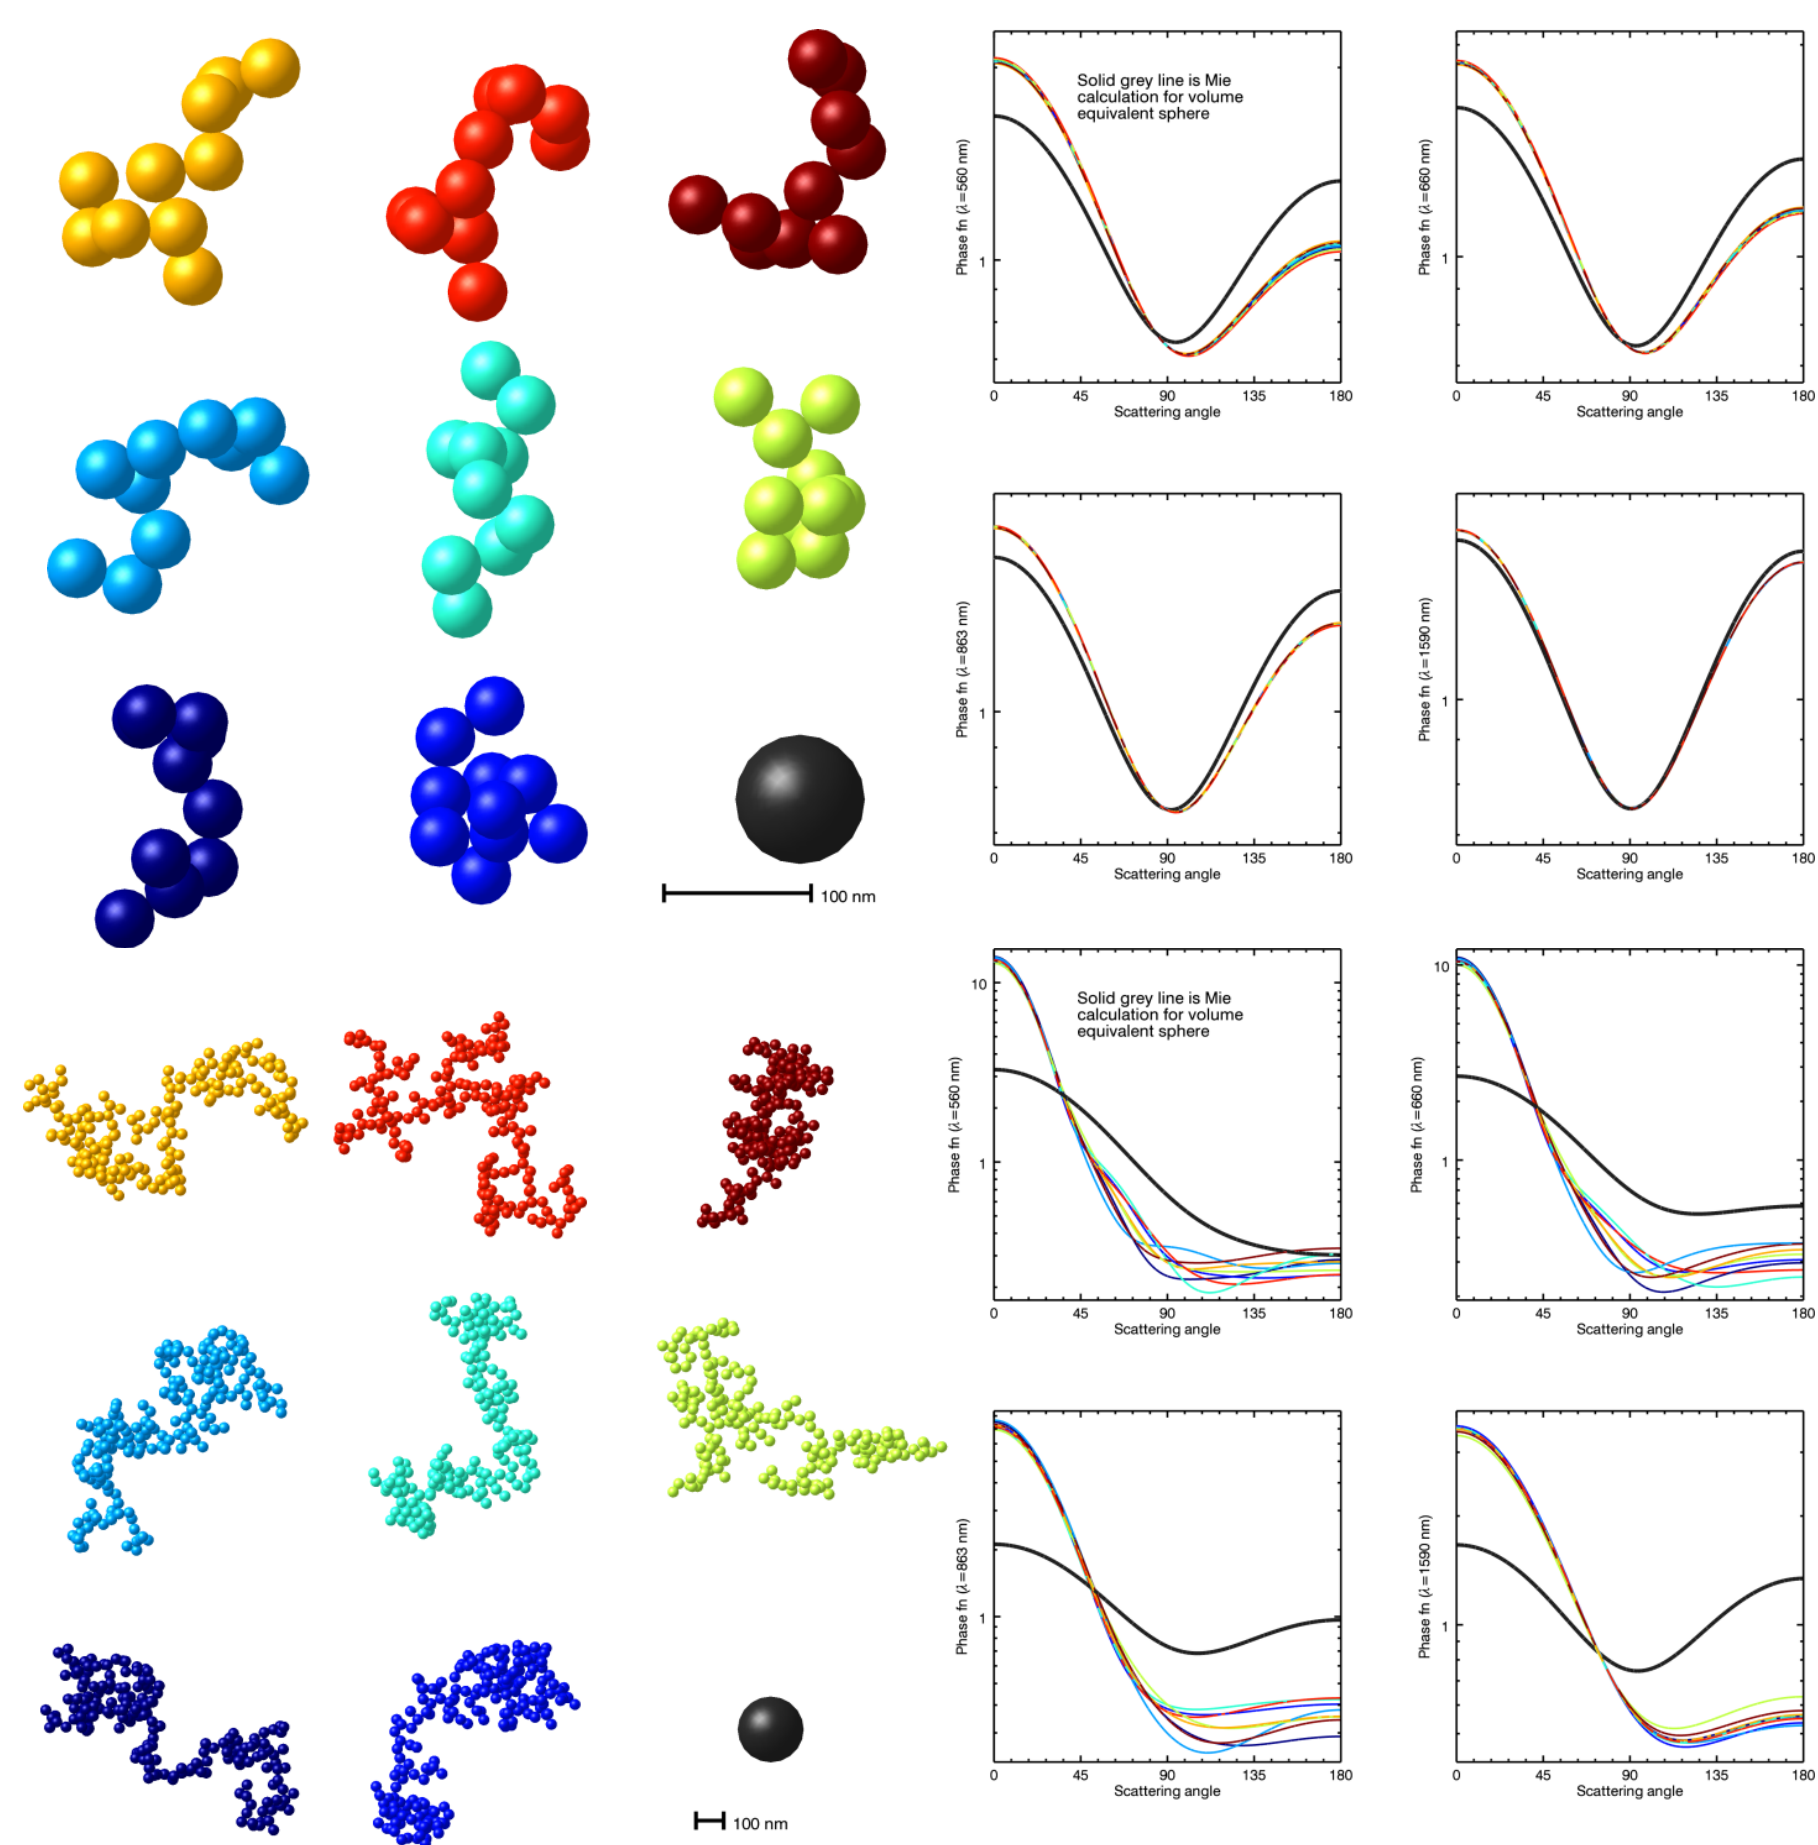 Solid grey line is Mie
calculation for volume
equivalent sphere
Phase fn (λ=560 nm)
1
0 45 90 135 180
Scattering angle
Phase fn (λ=660 nm)
1
0 45 90 135 180
Scattering angle
Phase fn (λ=863 nm)
1
0 45 90 135 180
Scattering angle
Phase fn (λ=1590 nm)
1
0 45 90 135 180
Scattering angle
100 nm
Solid grey line is Mie
calculation for volume
equivalent sphere
Phase fn (λ=560 nm)
10
1
0 45 90 135 180
Scattering angle
Phase fn (λ=660 nm)
10
1
0 45 90 135 180
Scattering angle
Phase fn (λ=863 nm)
1
0 45 90 135 180
Scattering angle
Phase fn (λ=1590 nm)
1
0 45 90 135 180
Scattering angle
100 nm